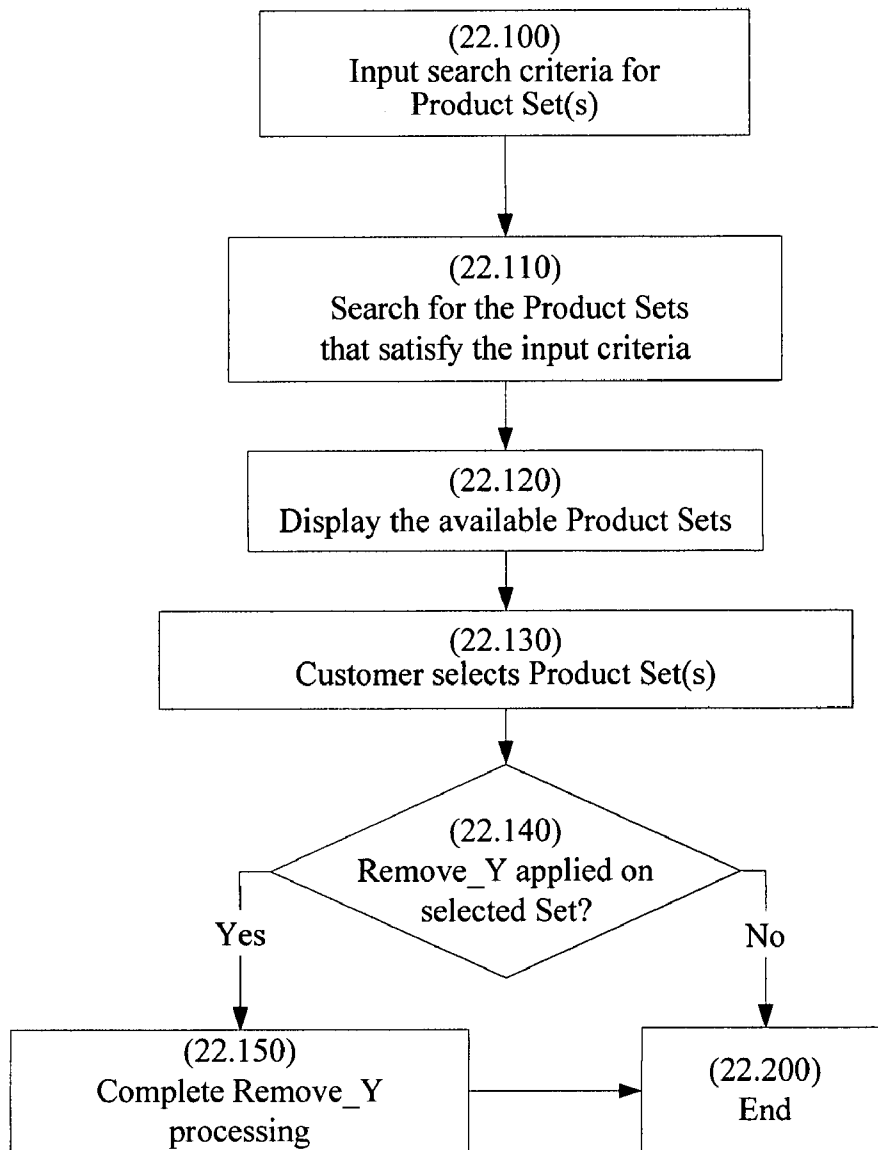 (22.100)
Input search criteria for
Product Set(s)
(22.110)
Search for the Product Sets
that satisfy the input criteria
(22.120)
Display the available Product Sets
(22.130)
Customer selects Product Set(s)
(22.140)
Remove_Y applied on
selected Set?
Yes
No
(22.150)
Complete Remove_Y
processing
(22.200)
End